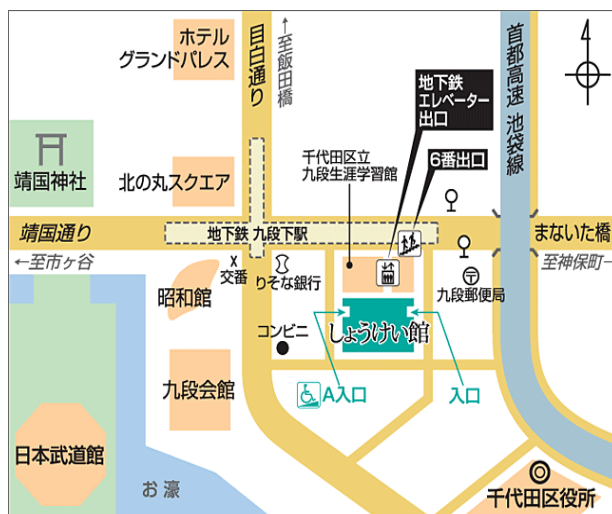 ホテル
グランドパレス
目白通り
←至飯田橋
首都高速 池袋線
地下鉄
エレベーター
出口
6番出口
千代田区立
九段生涯学習館
靖国神社
北の丸スクエア
靖国通り
地下鉄 九段下駅
まないた橋
←至市ヶ谷
至神保町→
交番
りそな銀行
九段郵便局
昭和館
コンビニ
しょうけい館
九段会館
A入口
入口
日本武道館
お濠
千代田区役所